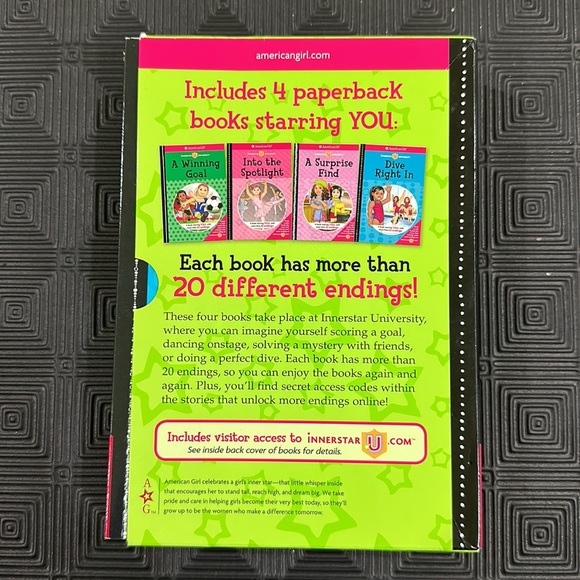 americangirl.com
Includes 4 paperback
books starring YOU:
A Winning
Goal
Into the
Spotlight
A Surprise
Find
Dive
Right In
Each book has more than
20 different endings!
These four books take place at Innerstar University,
where you can imagine yourself scoring a goal,
dancing onstage, solving a mystery with friends,
or doing a perfect dive. Each book has more than
20 endings, so you can enjoy the books again and
again. Plus, you'll find secret access codes within
the stories that unlock more endings online!
Includes visitor access to INNERSTAR U .COM™
See inside back cover of books for details.
American Girl celebrates a girl's inner star—that little whisper inside
that encourages her to stand tall, reach high, and dream big. We take
pride and care in helping girls become their very best today, so they'll
grow up to be the women who make a difference tomorrow.
A
G™